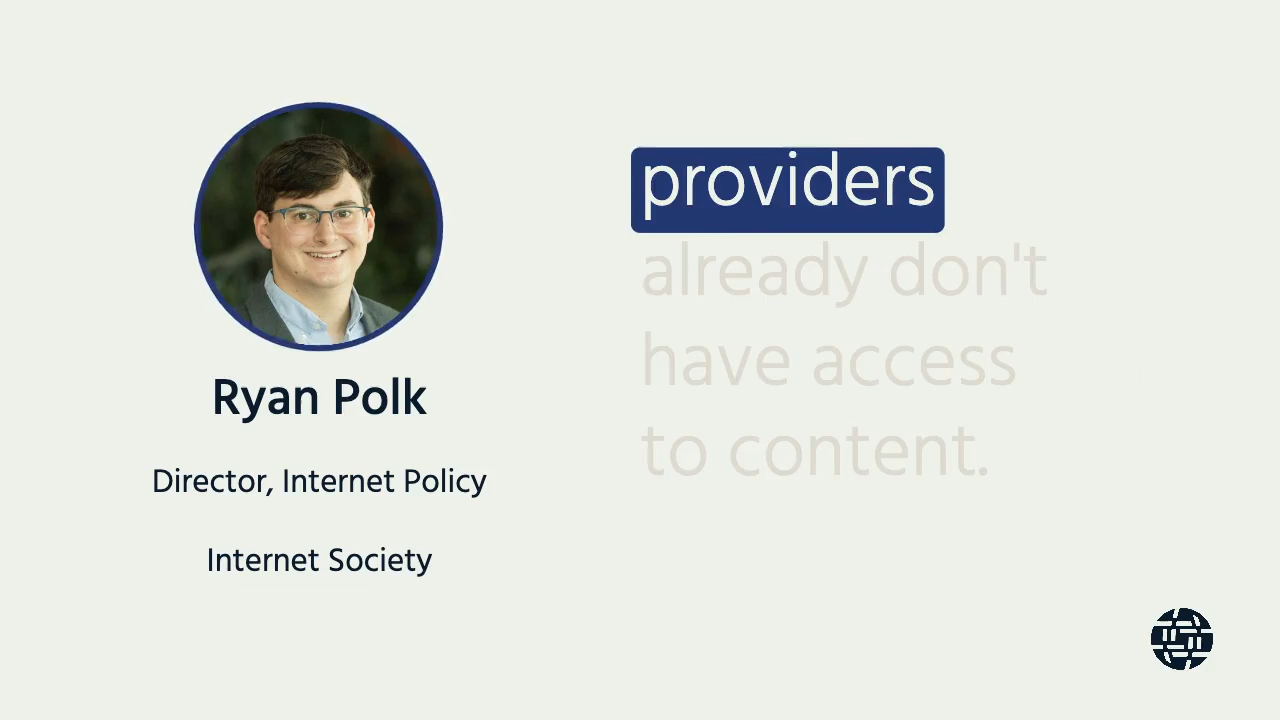 Ryan Polk
Director, Internet Policy
Internet Society
providers
already don't
have access
to content.